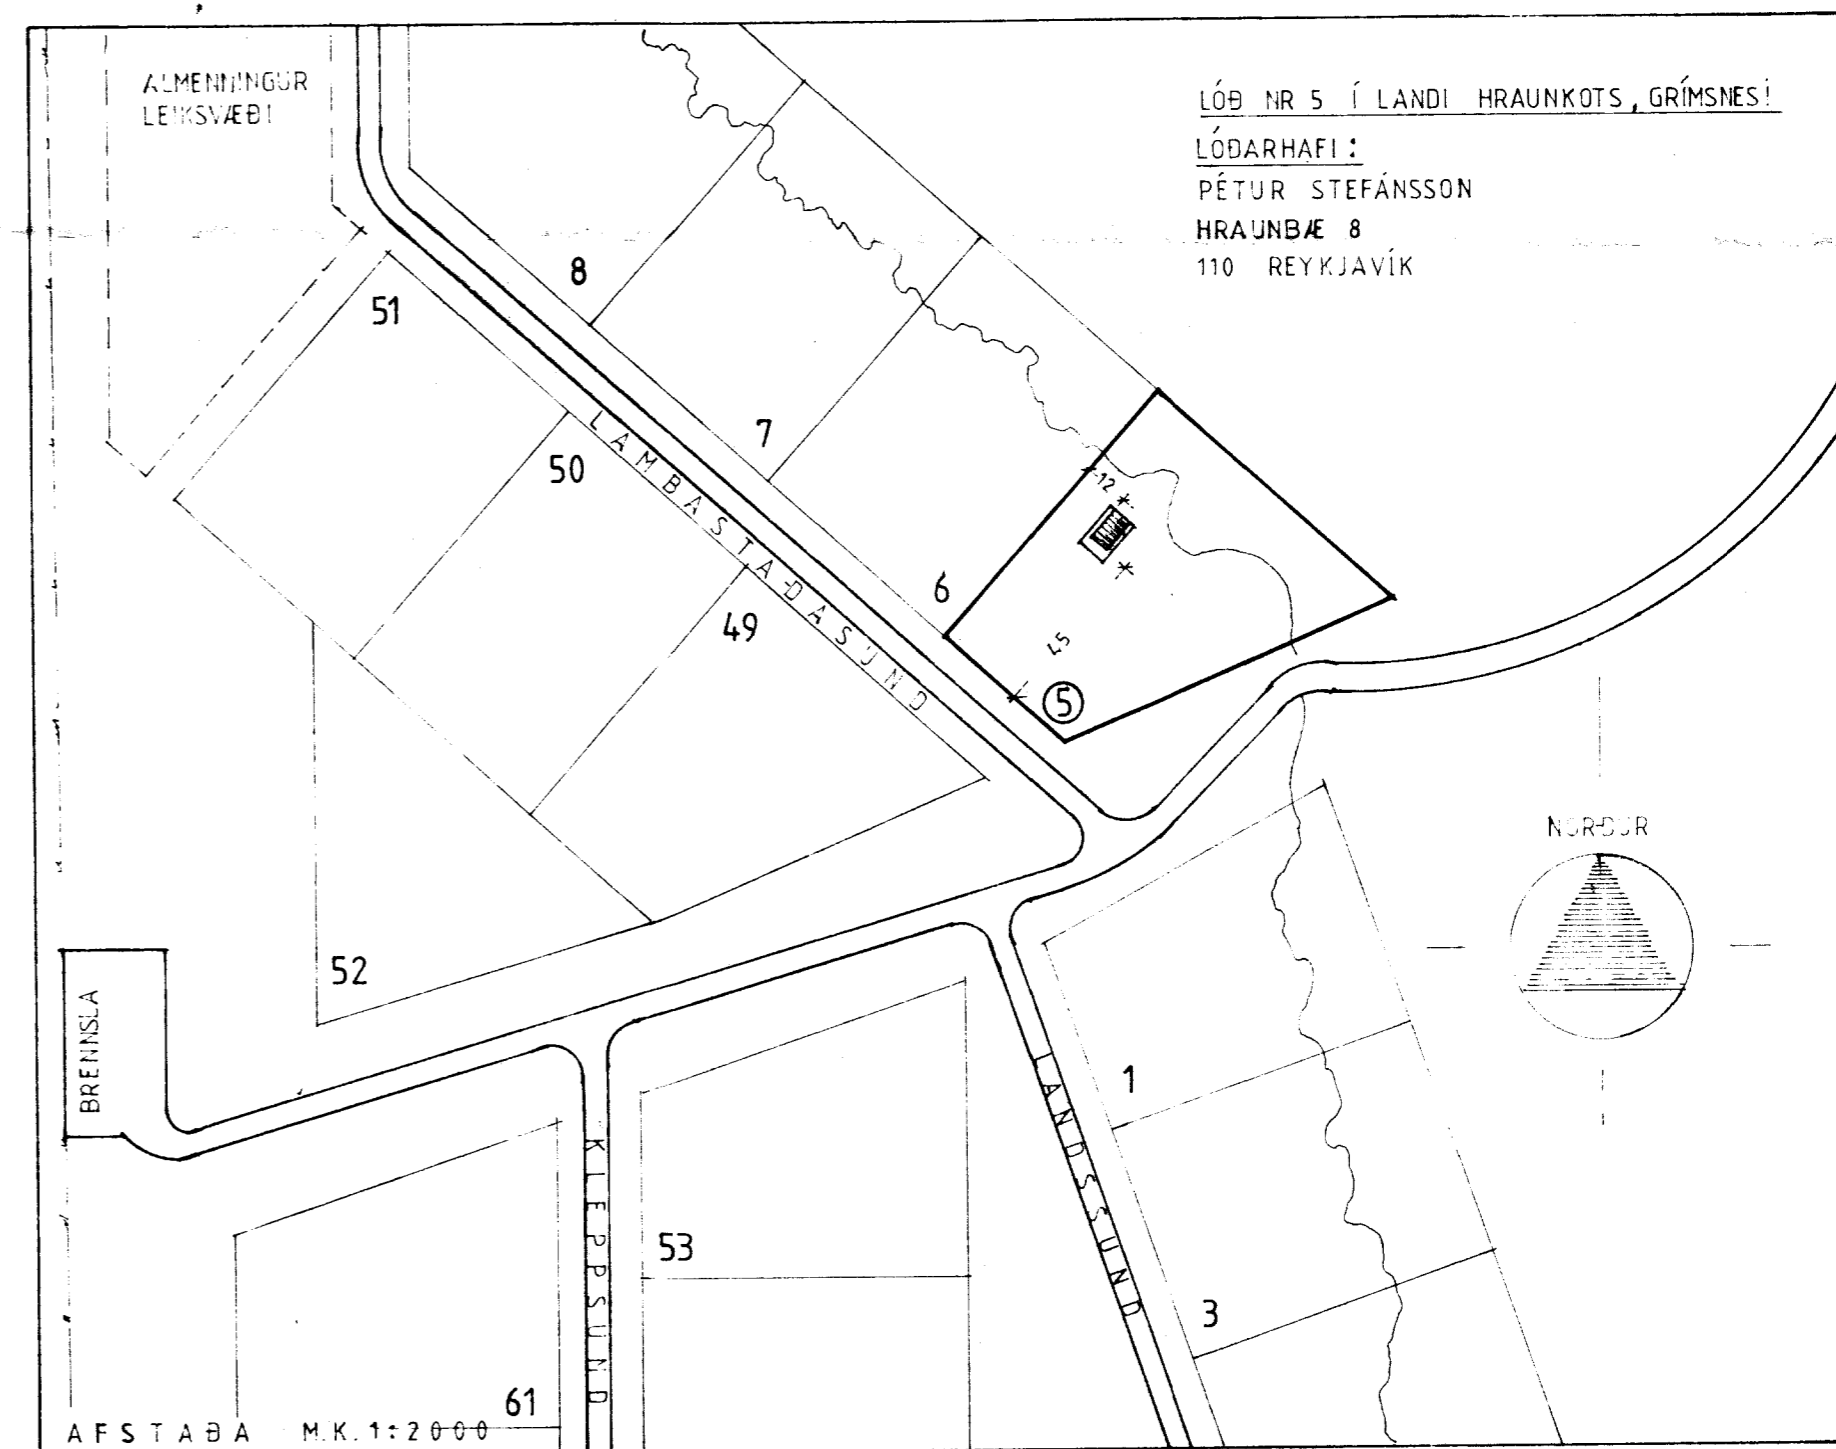 ALMENNINGUR
LEIKSVÆÐI
LÓÐ NR 5 Í LANDI HRAUNKOTS, GRÍMSNESI
LÓÐARHAFI:
PÉTUR STEFÁNSSON
HRAUNBÆ 8
110 REYKJAVÍK
8
51
7
50
LAMBASTAÐASUND
12
6
49
45
5
NORÐUR
52
BRENNSLA
1
LANDSSUND
KLEPPSUND
53
3
61
AFSTAÐA M.K. 1:2000